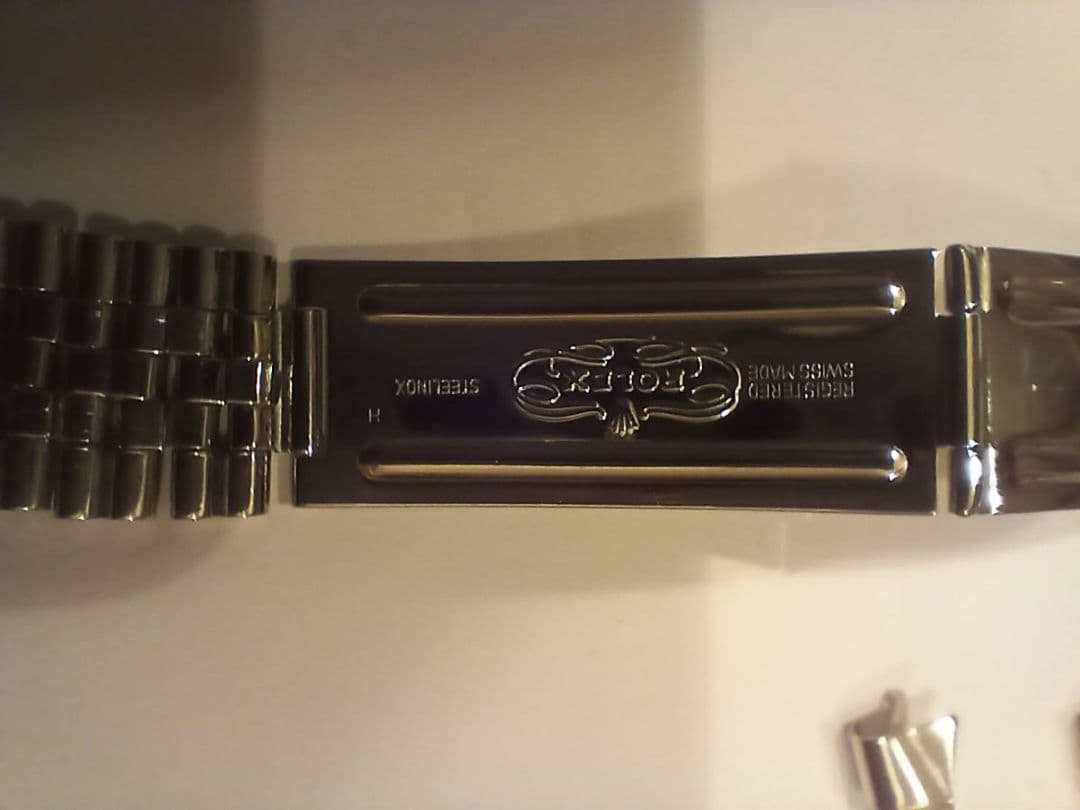 REGISTERED
SWISS MADE
ROLEX
H
STEELINOX